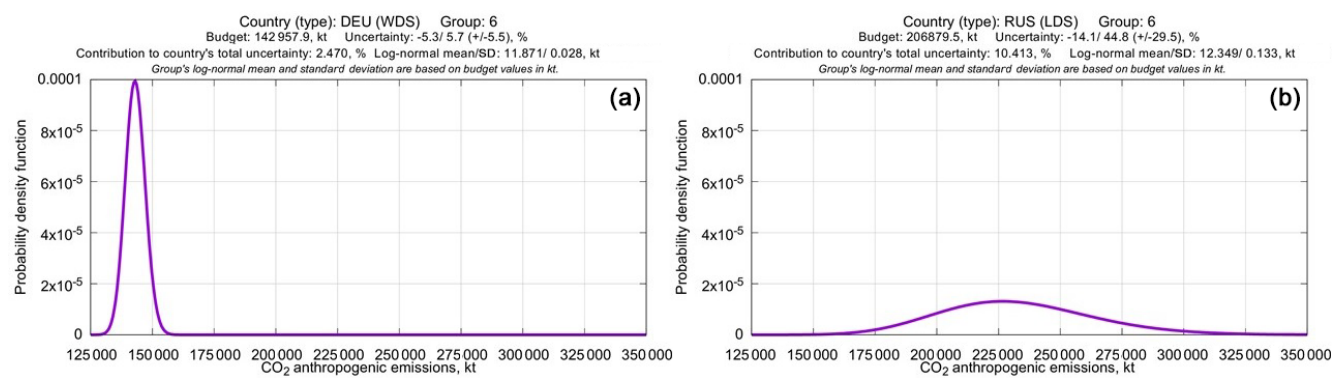 Country (type): DEU (WDS) Group: 6
Budget: 142 957.9, kt Uncertainty: -5.3/ 5.7 (+/-5.5), %
Contribution to country's total uncertainty: 2.470, % Log-normal mean/SD: 11.871/ 0.028, kt
Group's log-normal mean and standard deviation are based on budget values in kt.
(a)
Probability density function
0.0001
8x10-5
6x10-5
4x10-5
2x10-5
0
125 000 150 000 175 000 200 000 225 000 250 000 275 000 300 000 325 000 350 000
CO2 anthropogenic emissions, kt
Country (type): RUS (LDS) Group: 6
Budget: 206879.5, kt Uncertainty: -14.1/ 44.8 (+/-29.5), %
Contribution to country's total uncertainty: 10.413, % Log-normal mean/SD: 12.349/ 0.133, kt
Group's log-normal mean and standard deviation are based on budget values in kt.
(b)
Probability density function
0.0001
8x10-5
6x10-5
4x10-5
2x10-5
0
125 000 150 000 175 000 200 000 225 000 250 000 275 000 300 000 325 000 350 000
CO2 anthropogenic emissions, kt